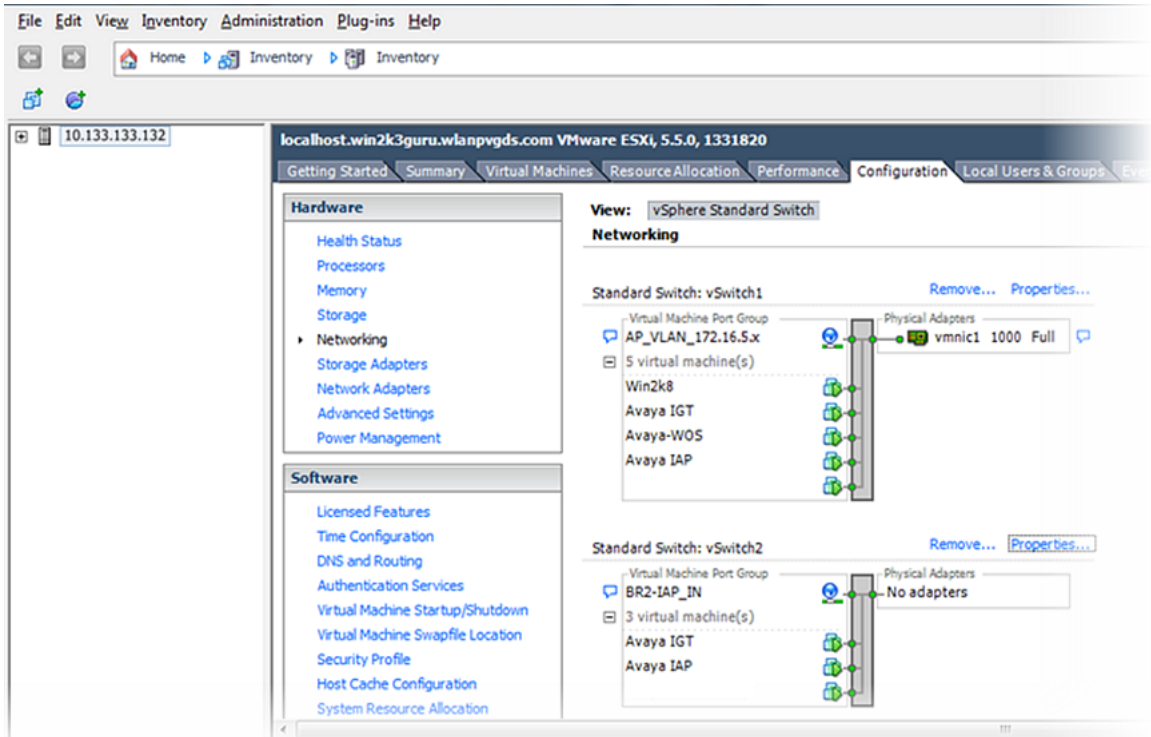 File Edit View Inventory Administration Plug-ins Help
Home Inventory Inventory
10.133.133.132
localhost.win2k3guru.wlanpvgds.com VMware ESXi, 5.5.0, 1331820
Getting Started Summary Virtual Machines Resource Allocation Performance Configuration Local Users & Groups
Hardware
Health Status
Processors
Memory
Storage
Networking
Storage Adapters
Network Adapters
Advanced Settings
Power Management
Software
Licensed Features
Time Configuration
DNS and Routing
Authentication Services
Virtual Machine Startup/Shutdown
Virtual Machine Swapfile Location
Security Profile
Host Cache Configuration
System Resource Allocation
View: vSphere Standard Switch
Networking
Standard Switch: vSwitch1 Remove... Properties...
Virtual Machine Port Group Physical Adapters
AP_VLAN_172.16.5.x vmnic1 1000 Full
5 virtual machine(s)
Win2k8
Avaya IGT
Avaya-WOS
Avaya IAP
Standard Switch: vSwitch2 Remove... Properties...
Virtual Machine Port Group Physical Adapters
BR2-IAP_IN No adapters
3 virtual machine(s)
Avaya IGT
Avaya IAP